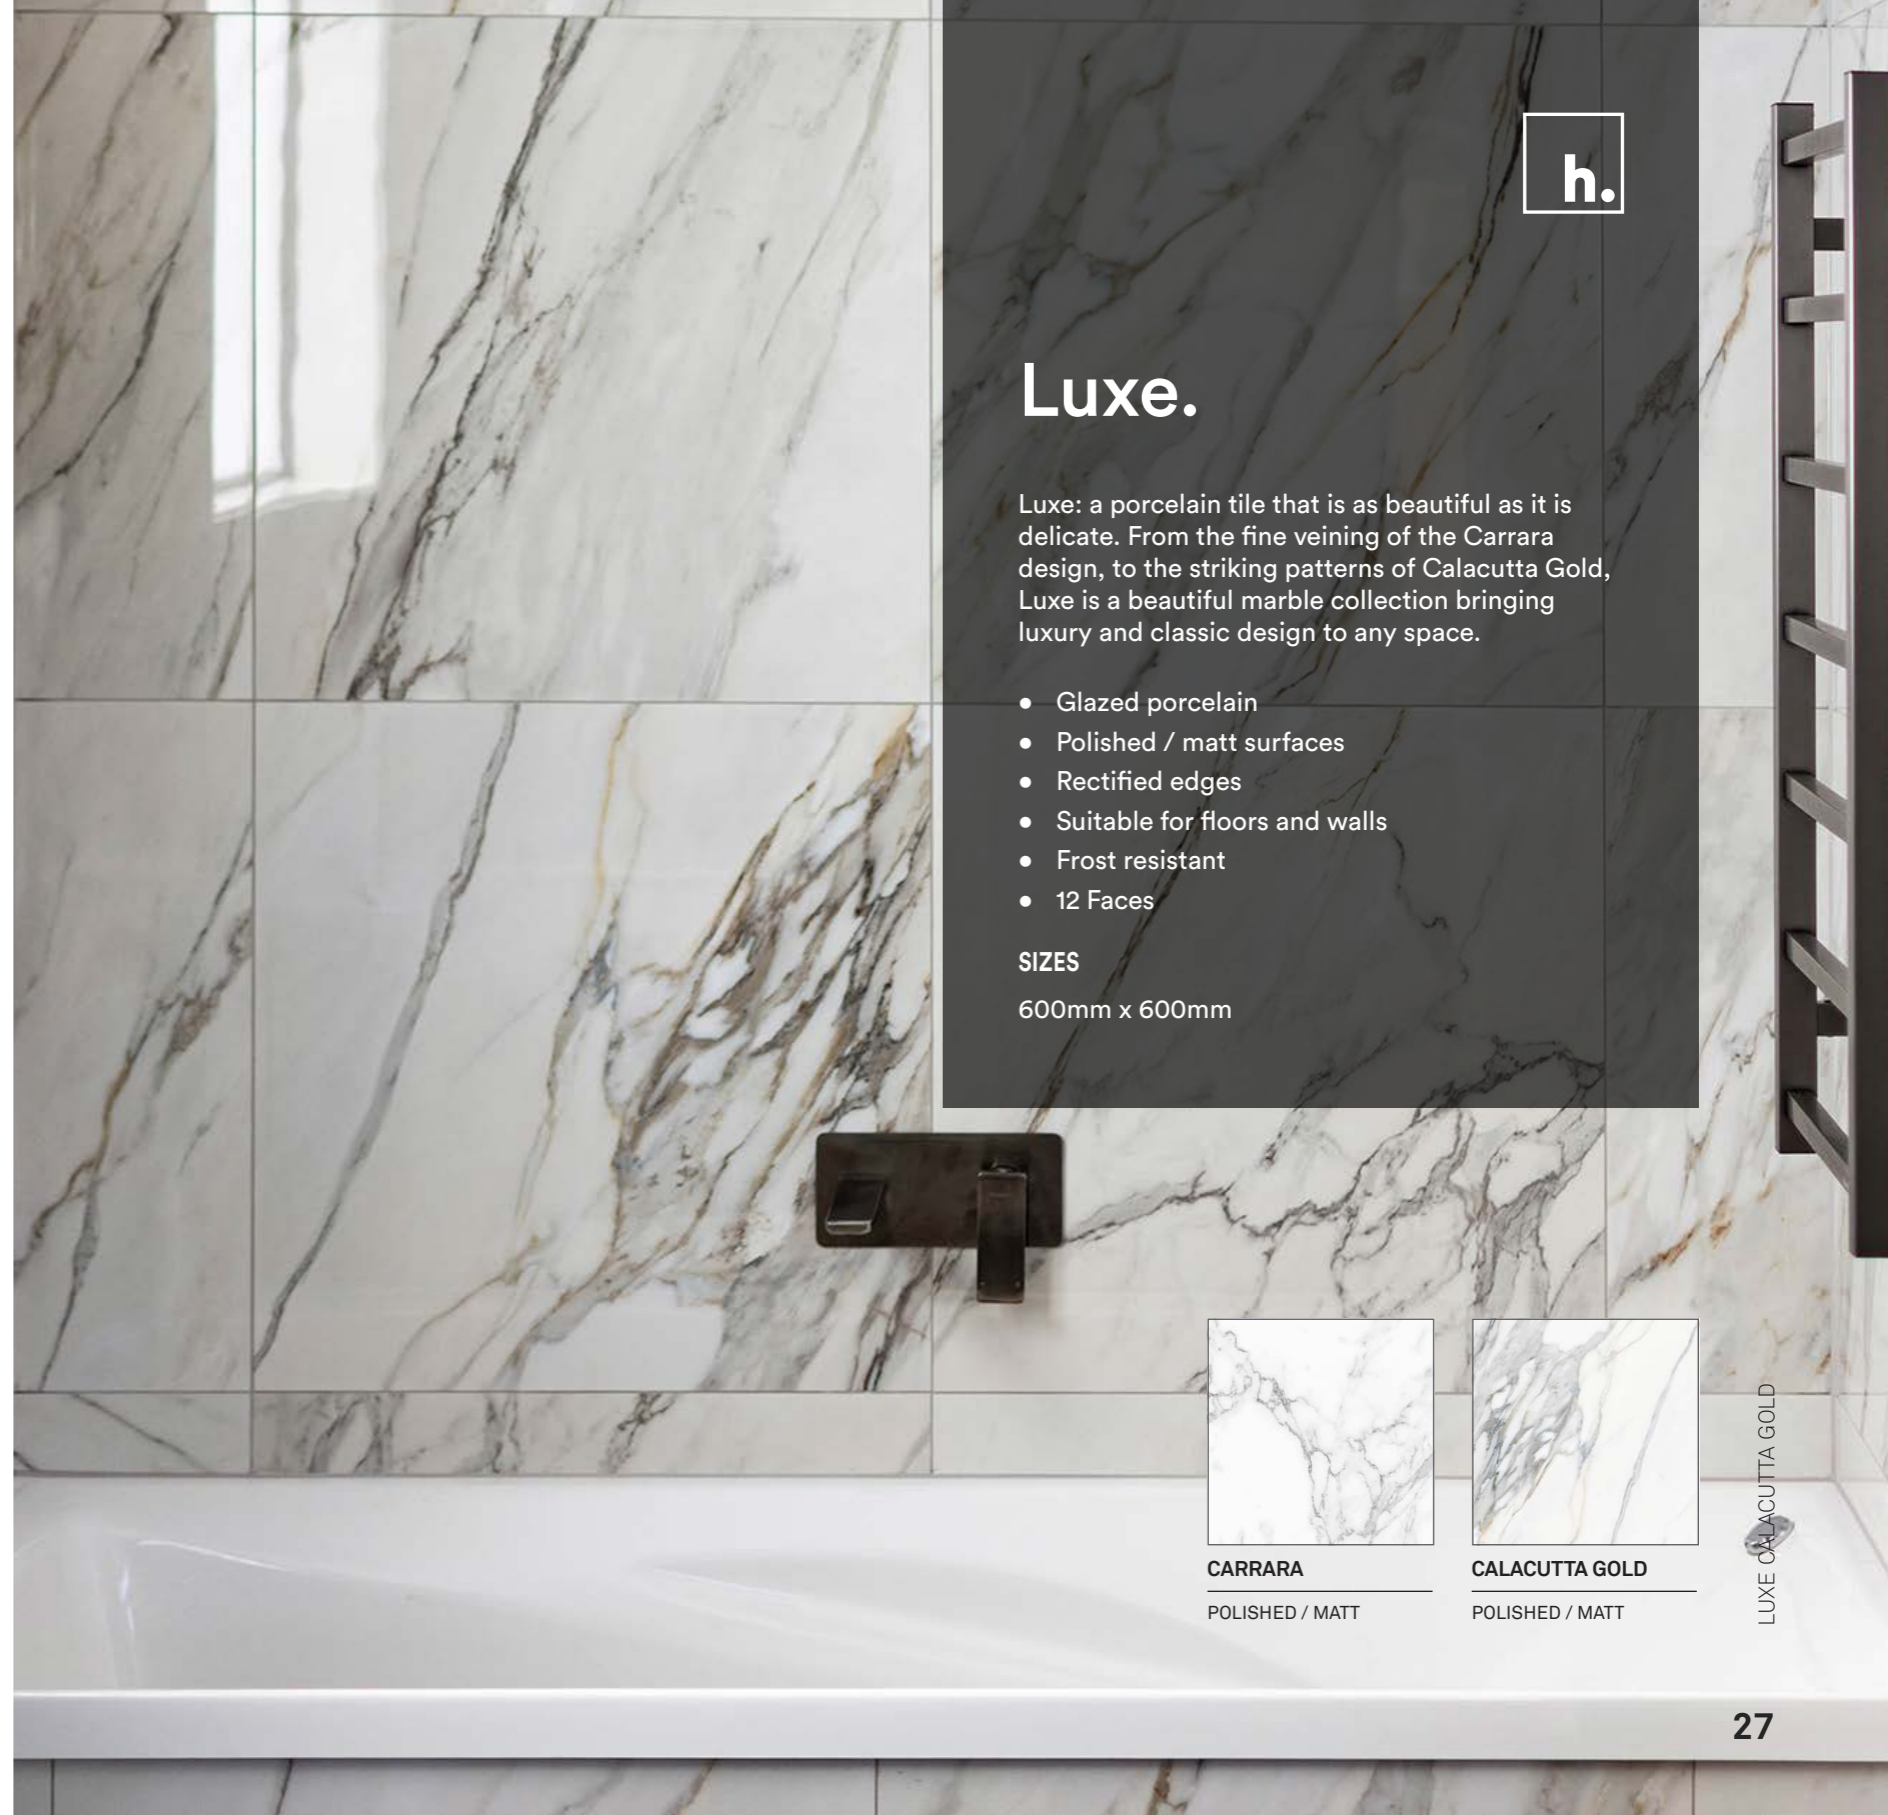 h.
Luxe.
Luxe: a porcelain tile that is as beautiful as it is
delicate. From the fine veining of the Carrara
design, to the striking patterns of Calacutta Gold,
Luxe is a beautiful marble collection bringing
luxury and classic design to any space.
● Glazed porcelain
● Polished / matt surfaces
● Rectified edges
● Suitable for floors and walls
● Frost resistant
● 12 Faces
SIZES
600mm x 600mm
CARRARA
POLISHED / MATT
CALACUTTA GOLD
POLISHED / MATT
LUXE CALACUTTA GOLD
27